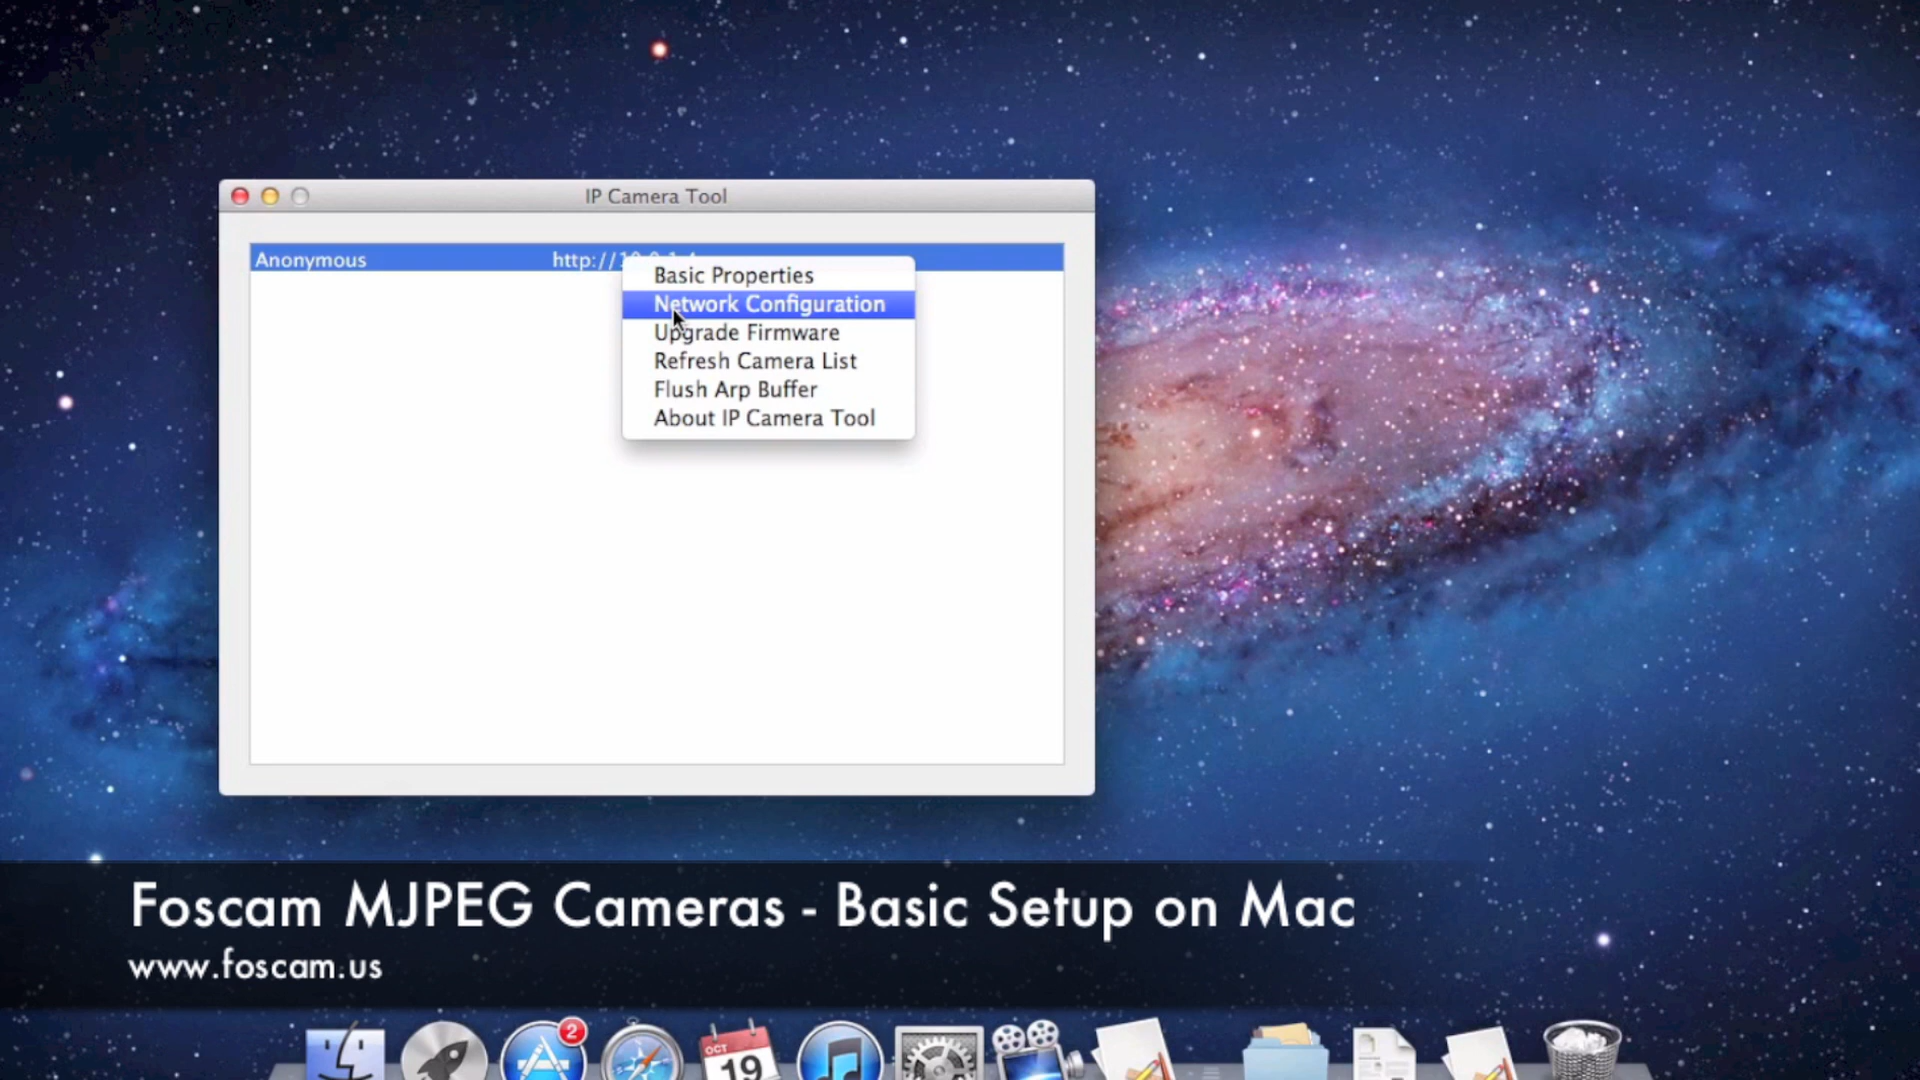 IP Camera Tool
Anonymous http://
Basic Properties
Network Configuration
Upgrade Firmware
Refresh Camera List
Flush Arp Buffer
About IP Camera Tool
Foscam MJPEG Cameras - Basic Setup on Mac
www.foscam.us
2
OCT
19